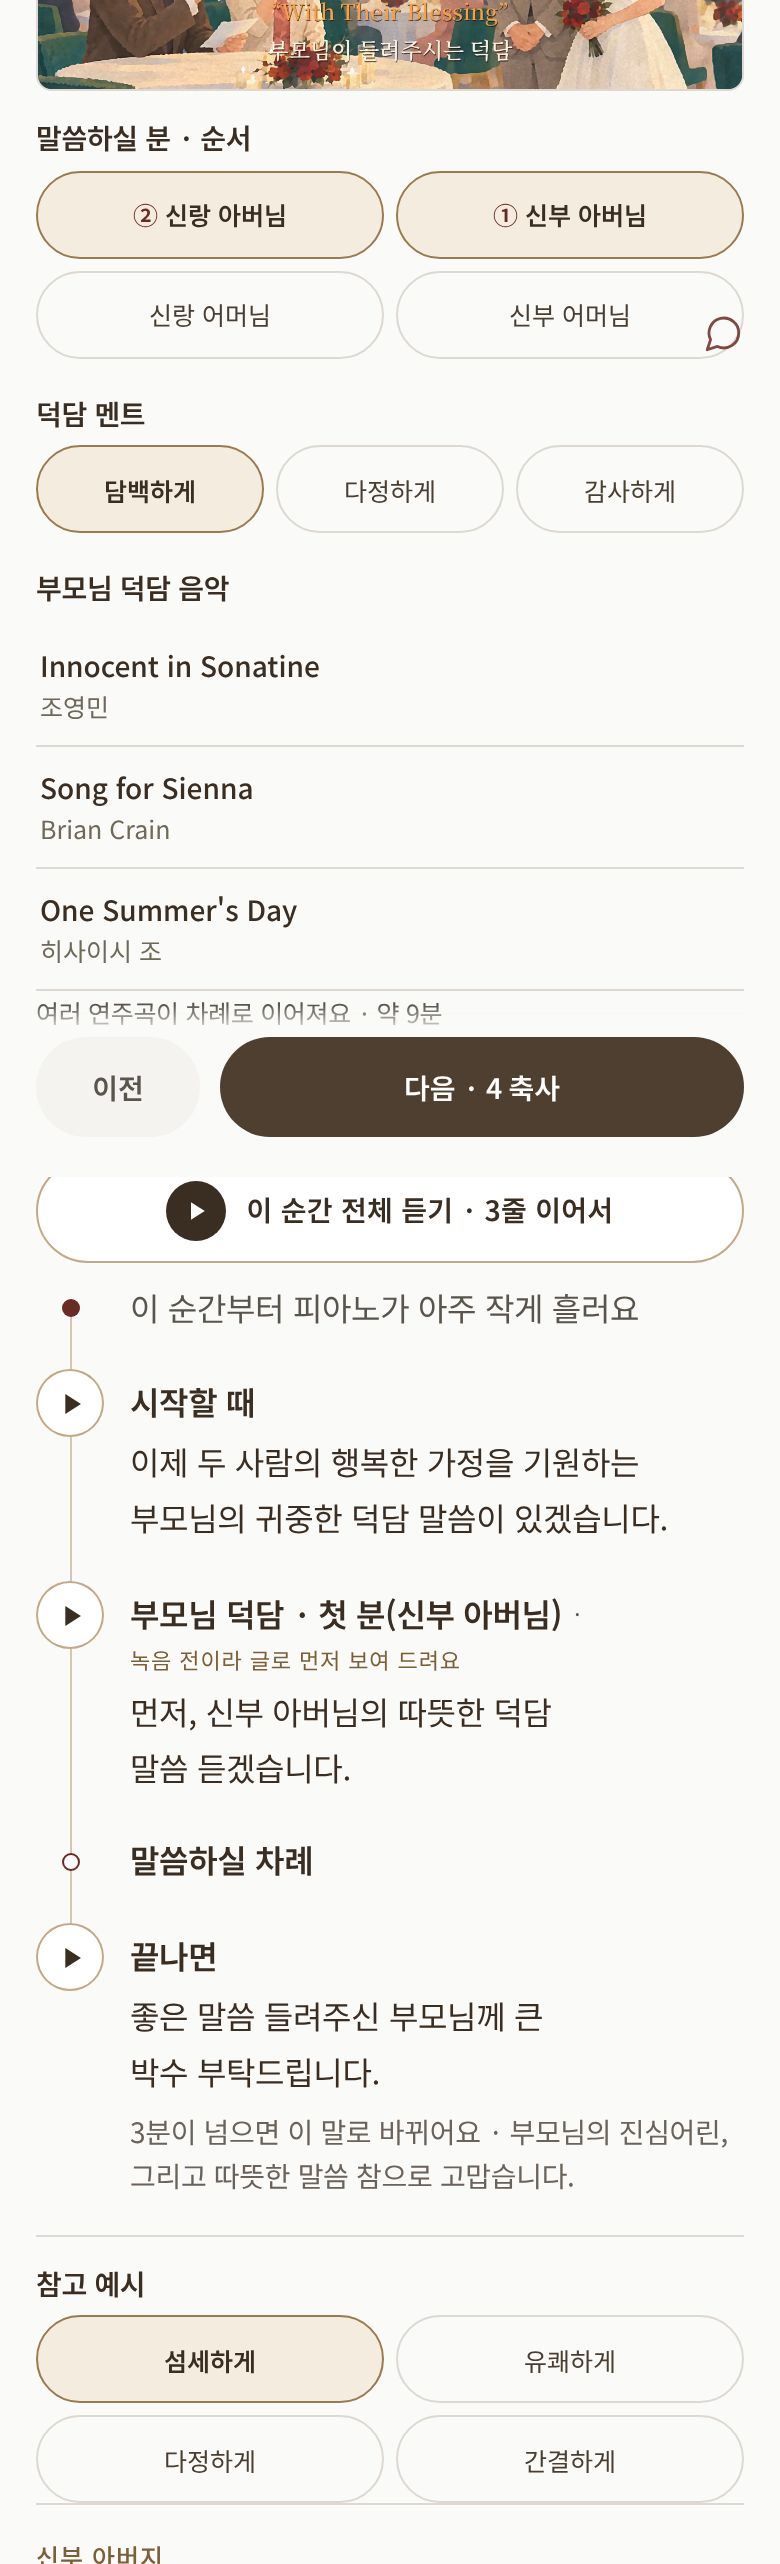 “With Their Blessing”
부모님이 들려주시는 덕담
말씀하실 분 · 순서
② 신랑 아버님
① 신부 아버님
신랑 어머님
신부 어머님
덕담 멘트
담백하게
다정하게
감사하게
부모님 덕담 음악
Innocent in Sonatine
조영민
Song for Sienna
Brian Crain
One Summer's Day
히사이시 조
여러 연주곡이 차례로 이어져요 · 약 9분
이전
다음 · 4 축사
이 순간 전체 듣기 · 3줄 이어서
이 순간부터 피아노가 아주 작게 흘러요
시작할 때
이제 두 사람의 행복한 가정을 기원하는
부모님의 귀중한 덕담 말씀이 있겠습니다.
부모님 덕담 · 첫 분(신부 아버님) ·
녹음 전이라 글로 먼저 보여 드려요
먼저, 신부 아버님의 따뜻한 덕담
말씀 듣겠습니다.
말씀하실 차례
끝나면
좋은 말씀 들려주신 부모님께 큰
박수 부탁드립니다.
3분이 넘으면 이 말로 바뀌어요 · 부모님의 진심어린,
그리고 따뜻한 말씀 참으로 고맙습니다.
참고 예시
섬세하게
유쾌하게
다정하게
간결하게
신부 아버지